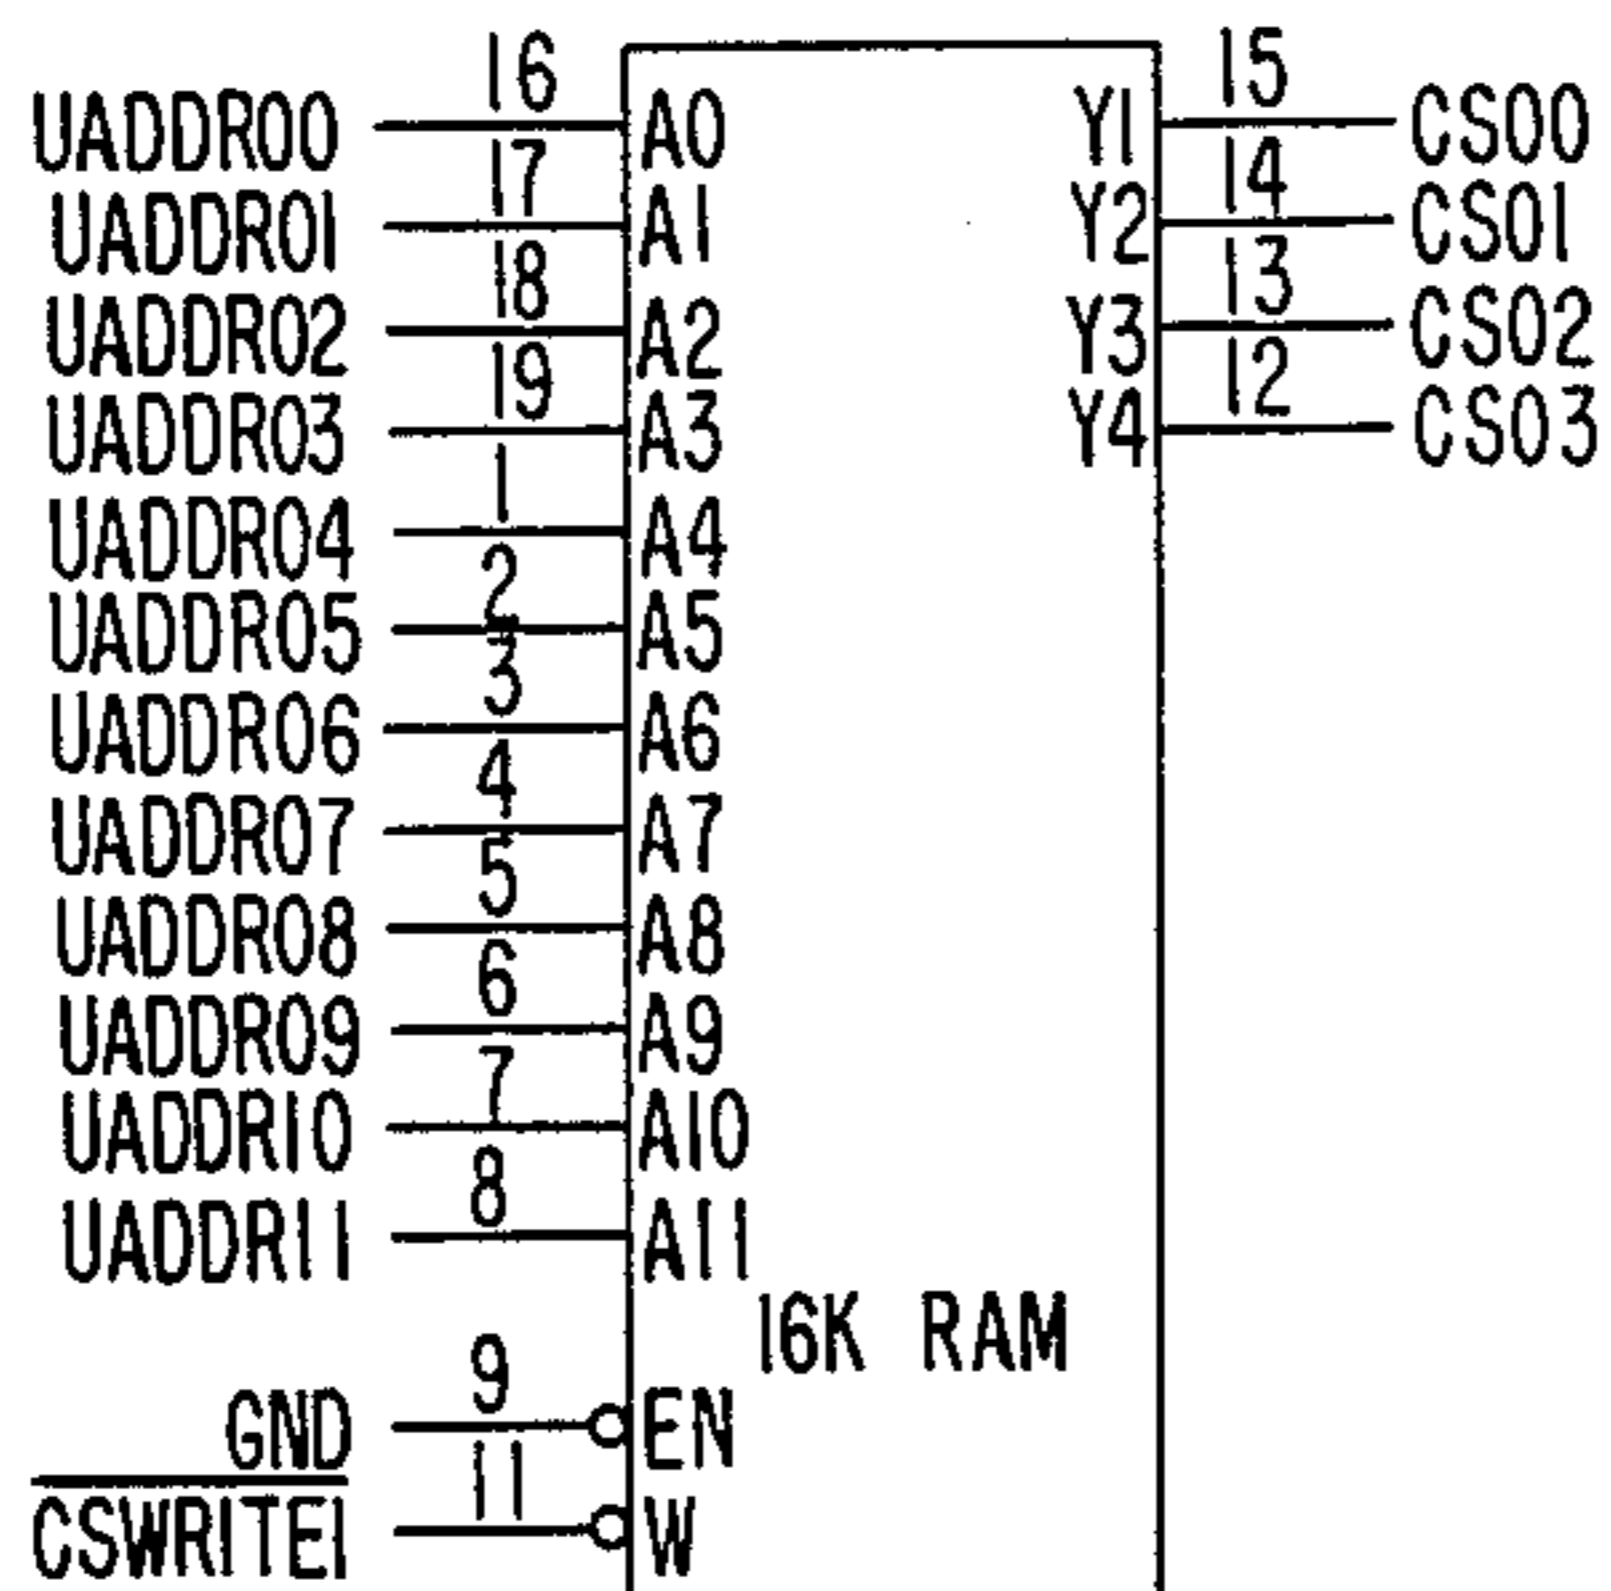 UADDR00 16 A0 Y1 15 CS00
UADDR01 17 A1 Y2 14 CS01
UADDR02 18 A2 Y3 13 CS02
UADDR03 19 A3 Y4 12 CS03
UADDR04 1 A4
UADDR05 2 A5
UADDR06 3 A6
UADDR07 4 A7
UADDR08 5 A8
UADDR09 6 A9
UADDR10 7 A10
UADDR11 8 A11
16K RAM
GND 9 EN
CSWRITE1 11 W